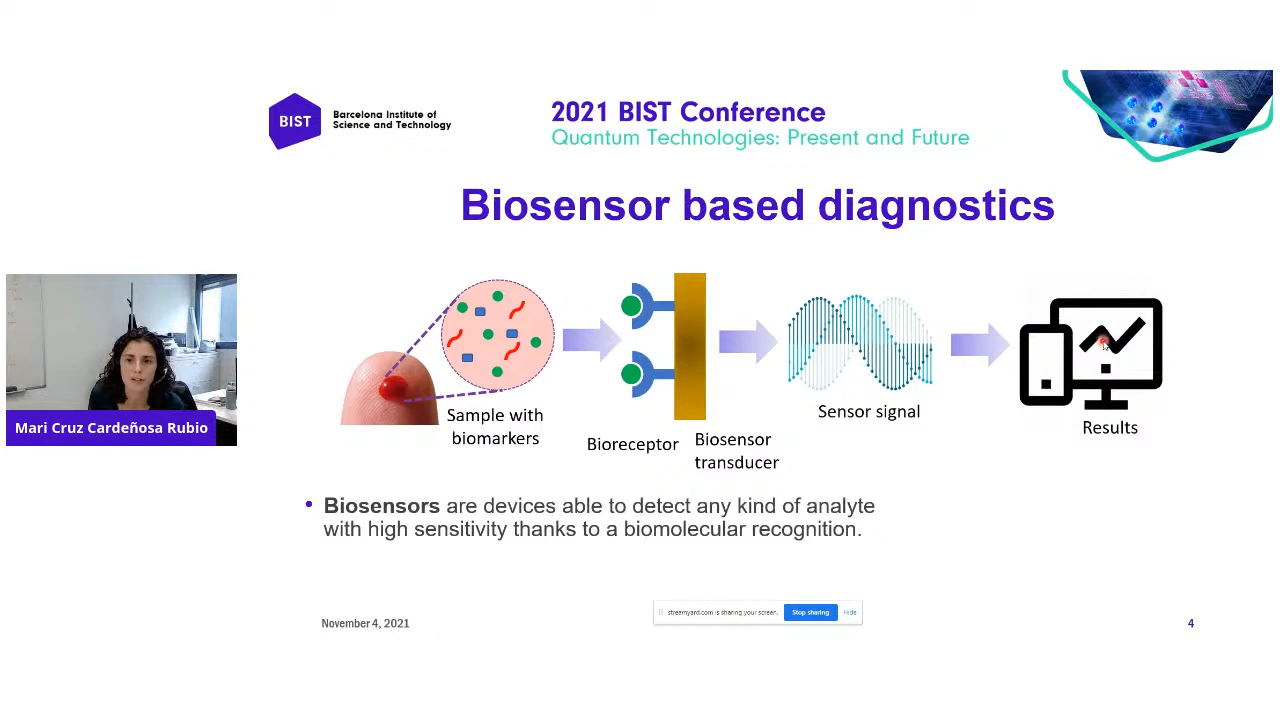 BIST
Barcelona Institute of
Science and Technology
2021 BIST Conference
Quantum Technologies: Present and Future
Biosensor based diagnostics
Sample with
biomarkers
Bioreceptor
Biosensor
transducer
Sensor signal
Results
Mari Cruz Cardeñosa Rubio
• Biosensors are devices able to detect any kind of analyte
with high sensitivity thanks to a biomolecular recognition.
streamyard.com is sharing your screen.
Stop sharing
Hide
November 4, 2021
4